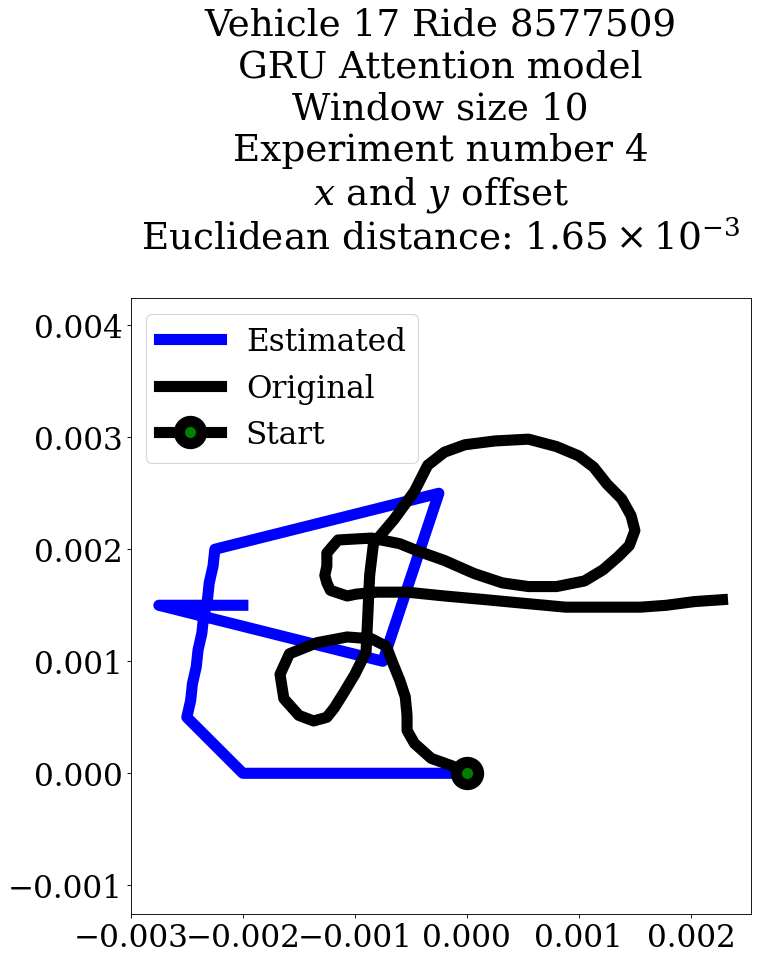 Vehicle 17 Ride 8577509
GRU Attention model
Window size 10
Experiment number 4
x and y offset
Euclidean distance: 1.65 × 10⁻³
Estimated
Original
Start
0.004
0.003
0.002
0.001
0.000
−0.001
−0.003 −0.002 −0.001 0.000 0.001 0.002